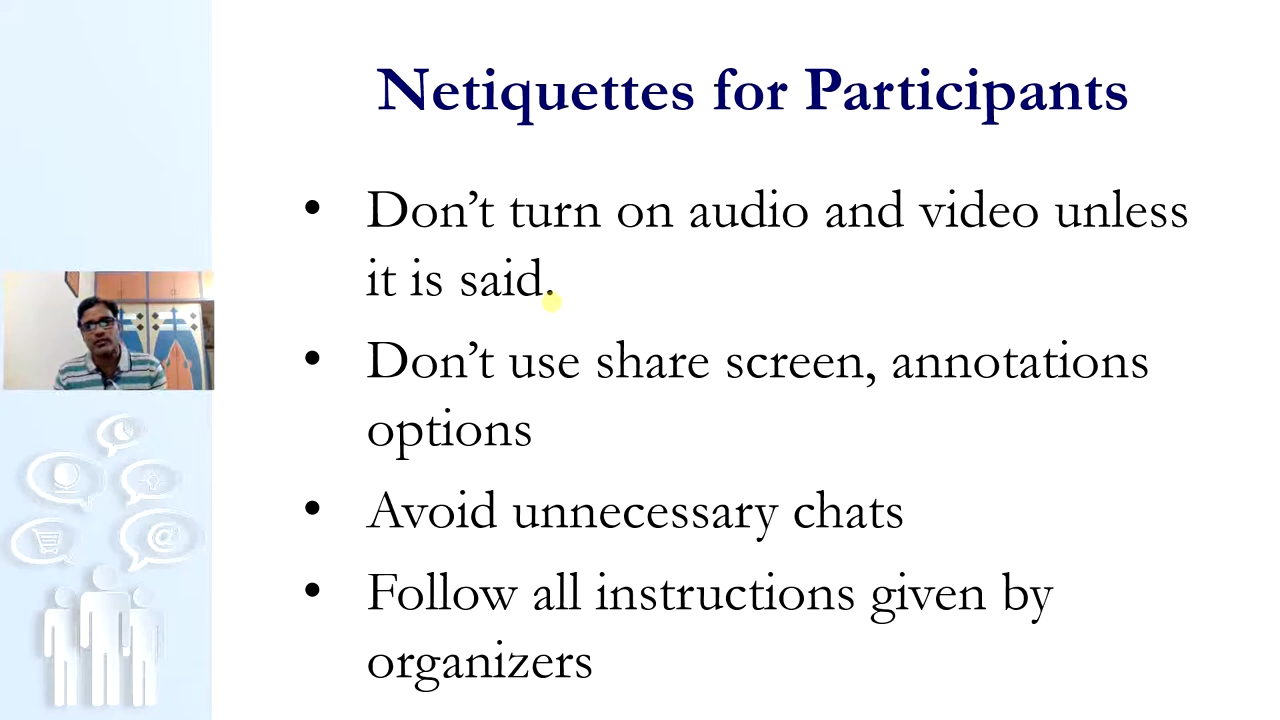 Netiquettes for Participants
• Don’t turn on audio and video unless
it is said.
• Don’t use share screen, annotations
options
• Avoid unnecessary chats
• Follow all instructions given by
organizers
@